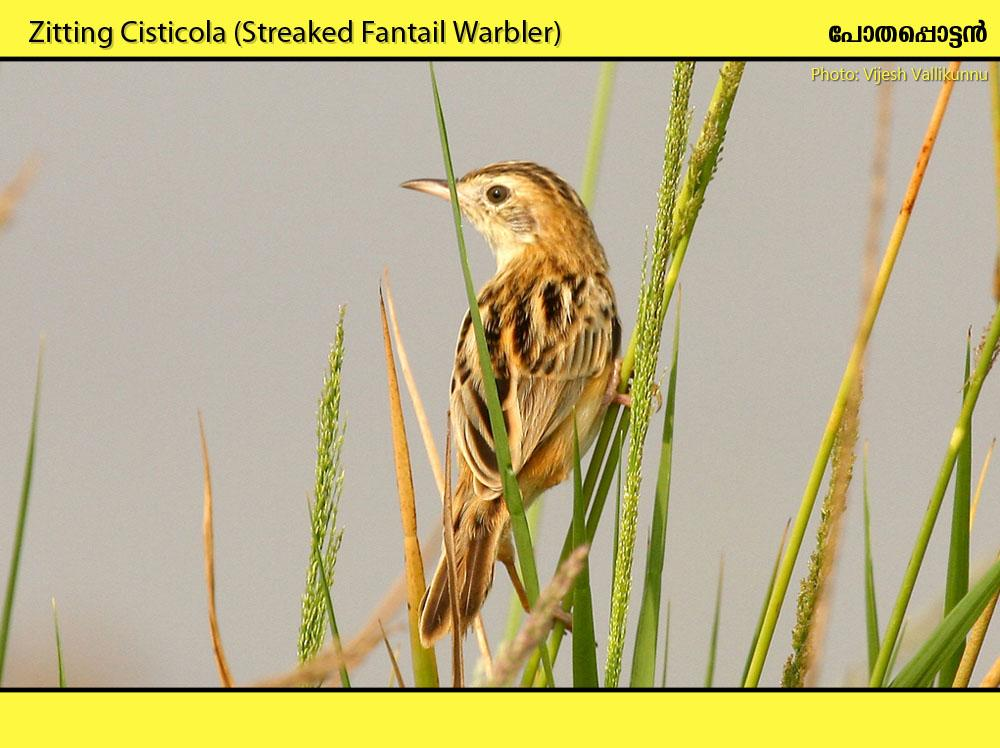 Zitting Cisticola (Streaked Fantail Warbler)
പോതപ്പൊട്ടൻ
Photo: Vijesh Vallikunnu